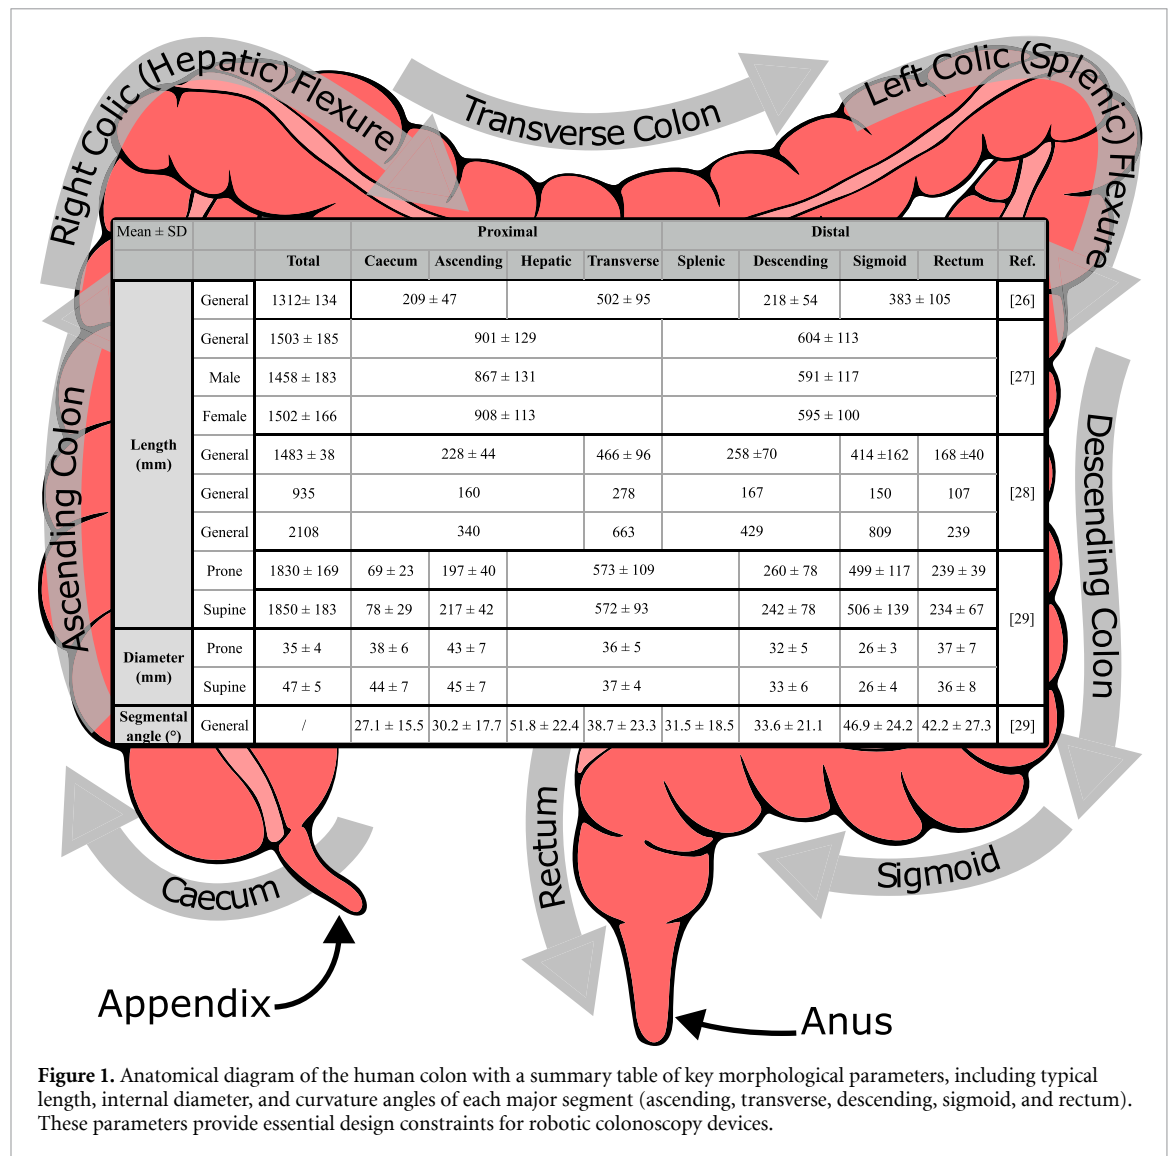 Right Colic (Hepatic) Flexure
Transverse Colon
Left Colic (Splenic) Flexure
Mean ± SD Proximal Distal
Total Caecum Ascending Hepatic Transverse Splenic Descending Sigmoid Rectum Ref.
Length
(mm)
General 1312± 134 209 ± 47 502 ± 95 218 ± 54 383 ± 105 [26]
General 1503 ± 185 901 ± 129 604 ± 113
Male 1458 ± 183 867 ± 131 591 ± 117 [27]
Female 1502 ± 166 908 ± 113 595 ± 100
General 1483 ± 38 228 ± 44 466 ± 96 258 ±70 414 ±162 168 ±40
General 935 160 278 167 150 107 [28]
General 2108 340 663 429 809 239
Prone 1830 ± 169 69 ± 23 197 ± 40 573 ± 109 260 ± 78 499 ± 117 239 ± 39
Supine 1850 ± 183 78 ± 29 217 ± 42 572 ± 93 242 ± 78 506 ± 139 234 ± 67
[29]
Diameter
(mm)
Prone 35 ± 4 38 ± 6 43 ± 7 36 ± 5 32 ± 5 26 ± 3 37 ± 7
Supine 47 ± 5 44 ± 7 45 ± 7 37 ± 4 33 ± 6 26 ± 4 36 ± 8
Segmental
angle (°)
General / 27.1 ± 15.5 30.2 ± 17.7 51.8 ± 22.4 38.7 ± 23.3 31.5 ± 18.5 33.6 ± 21.1 46.9 ± 24.2 42.2 ± 27.3 [29]
Ascending Colon
Descending Colon
Caecum
Rectum
Sigmoid
Appendix
Anus
Figure 1. Anatomical diagram of the human colon with a summary table of key morphological parameters, including typical
length, internal diameter, and curvature angles of each major segment (ascending, transverse, descending, sigmoid, and rectum).
These parameters provide essential design constraints for robotic colonoscopy devices.